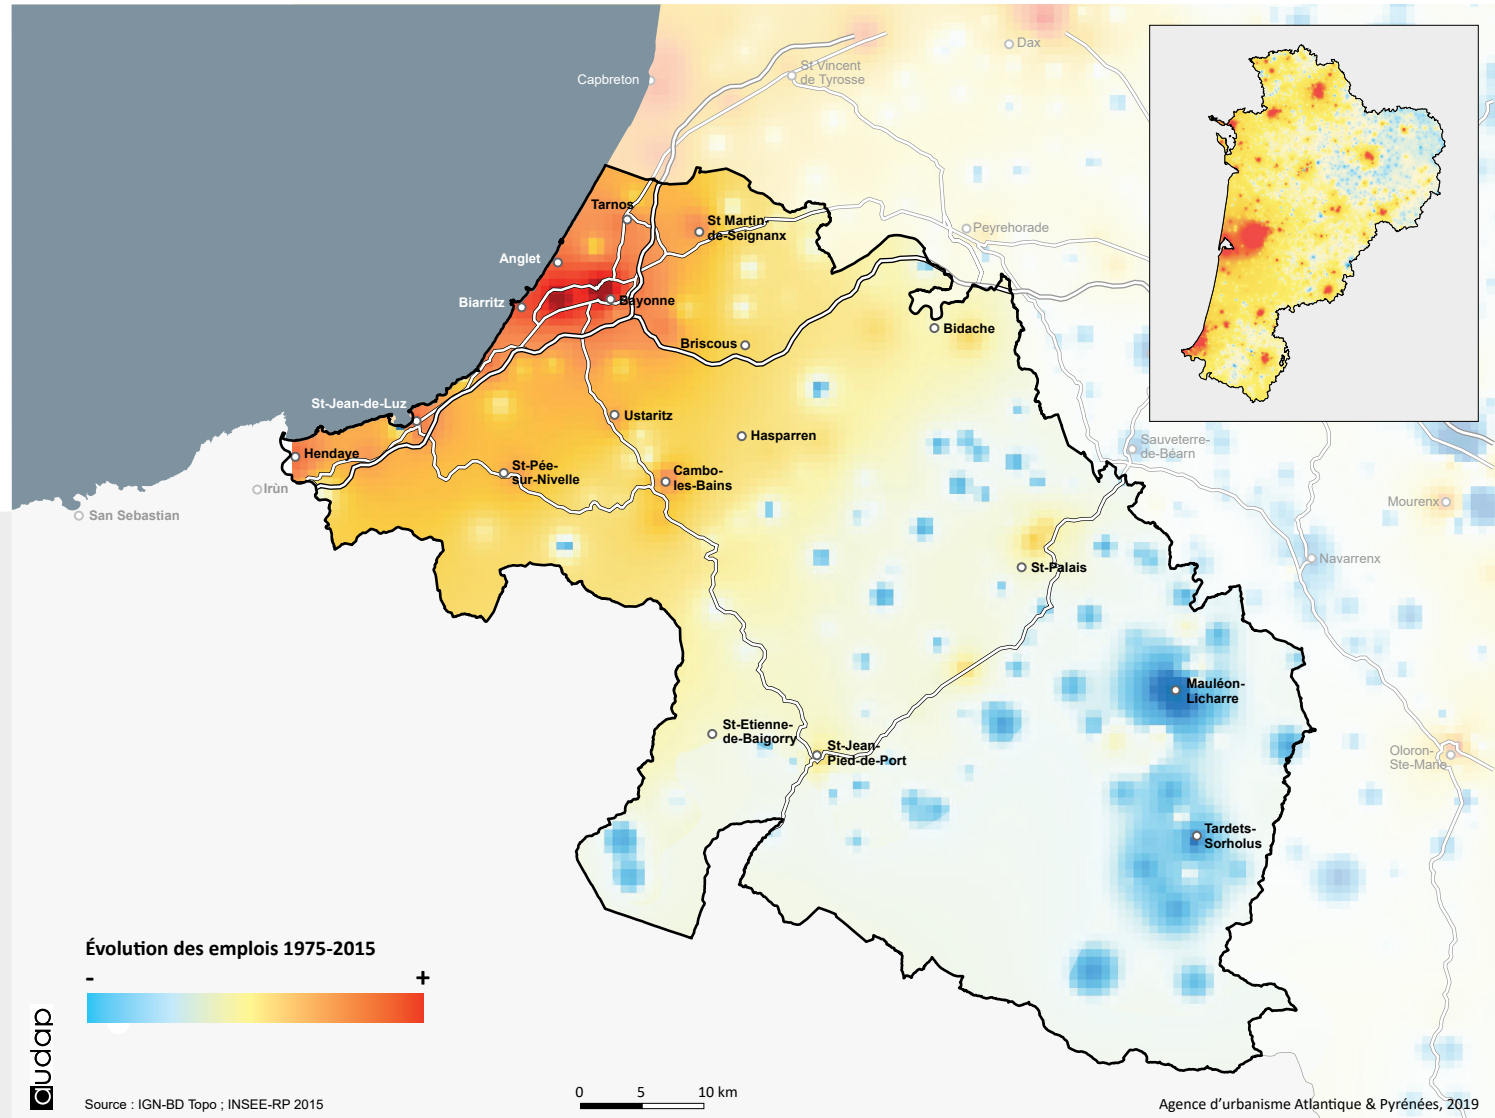 Dax
St Vincent
de Tyrosse
Capbreton
Tarnos
St Martin-
de-Seignanx
Peyrehorade
Anglet
Biarritz
Bayonne
Bidache
Briscous
St-Jean-de-Luz
Ustaritz
Hasparren
Sauveterre-
de-Béarn
Hendaye
St-Pée-
sur-Nivelle
Cambo-
les-Bains
Irùn
San Sebastian
Mourenx
Navarrenx
St-Palais
Mauléon-
Licharre
St-Etienne-
de-Baigorry
St-Jean-
Pied-de-Port
Oloron-
Ste-Marie
Tardets-
Sorholus
Évolution des emplois 1975-2015
- +
audap
Source : IGN-BD Topo ; INSEE-RP 2015
0 5 10 km
Agence d'urbanisme Atlantique & Pyrénées, 2019